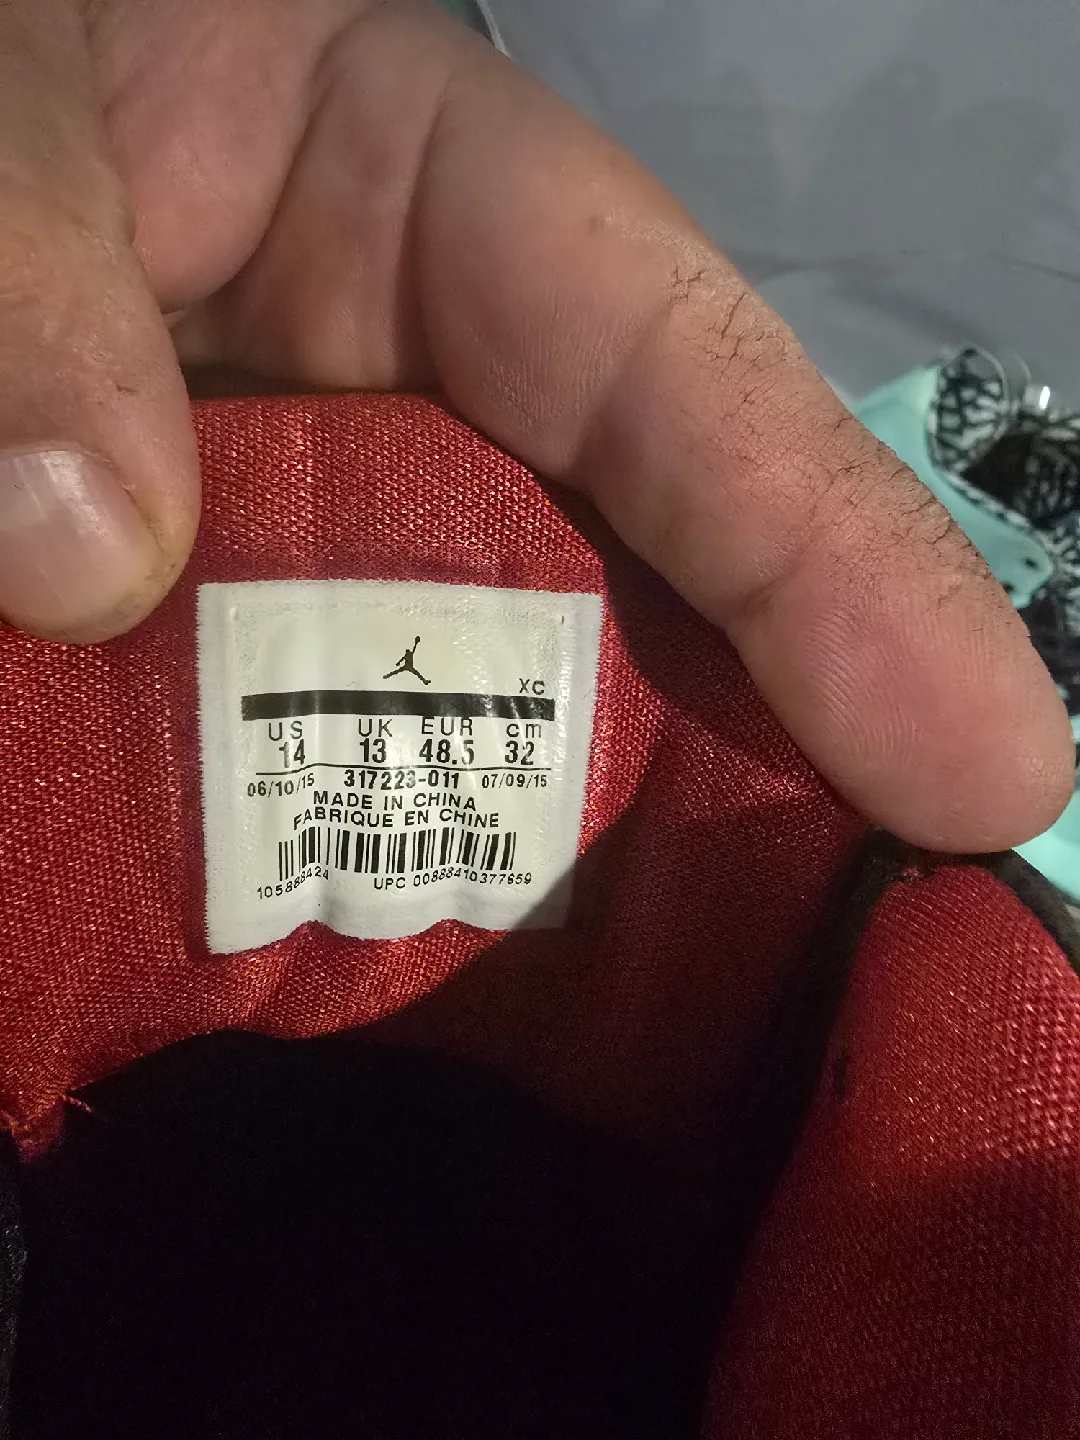 XC
US UK EUR cm
14 13 48.5 32
06/10/15 317223-011 07/09/15
MADE IN CHINA
FABRIQUE EN CHINE
105888424 UPC 00888410377659